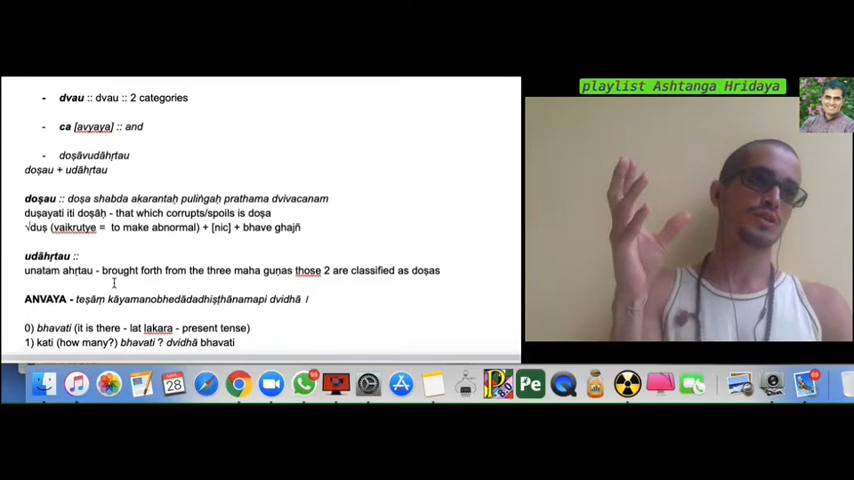 playlist Ashtanga Hridaya
- dvau :: dvau :: 2 categories
- ca [avyaya] :: and
- doṣāvudāhṛtau
doṣau + udāhṛtau
doṣau :: doṣa shabda akarantaḥ puliṅgaḥ prathama dvivacanam
duṣayati iti doṣāḥ - that which corrupts/spoils is doṣa
√duṣ (vaikrutye = to make abnormal) + [nic] + bhave ghajñ
udāhṛtau ::
unatam ahṛtau - brought forth from the three maha guṇas those 2 are classified as doṣas
ANVAYA - teṣāṃ kāyamanobhedādadhiṣṭhānamapi dvidhā ।
0) bhavati (it is there - lat lakara - present tense)
1) kati (how many?) bhavati ? dvidhā bhavati
28
Pe